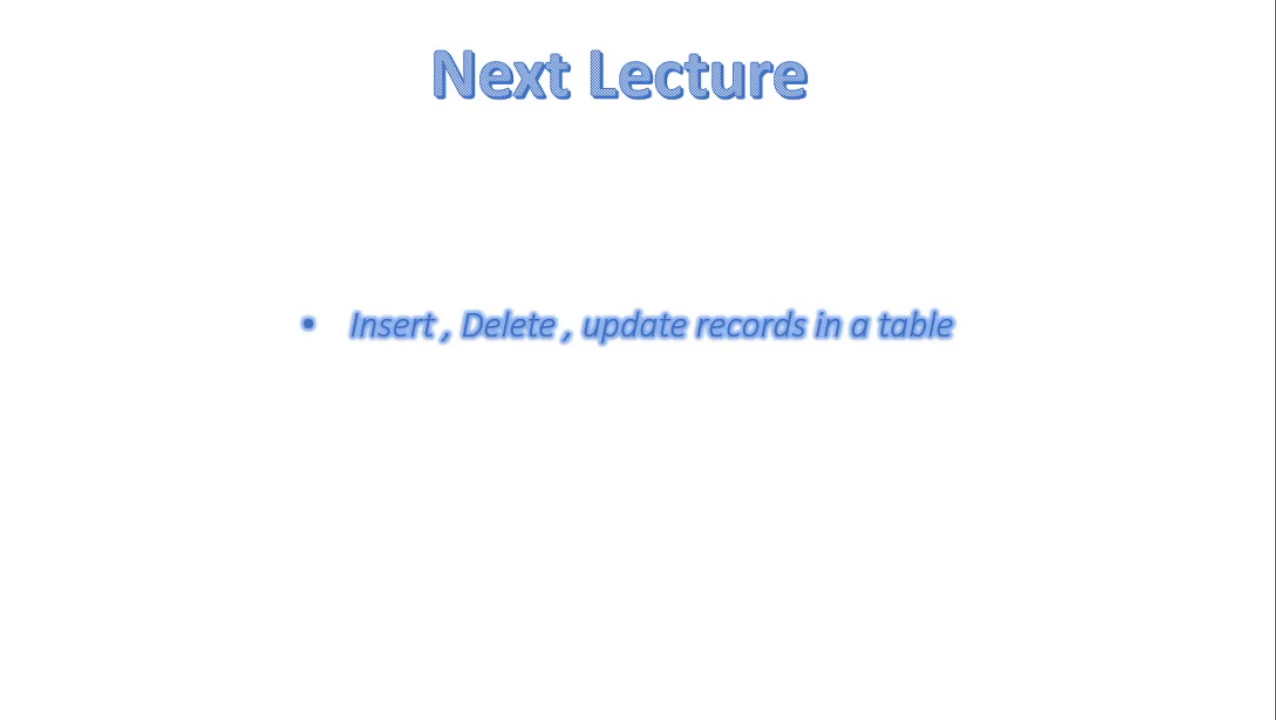 Next Lecture
• Insert , Delete , update records in a table